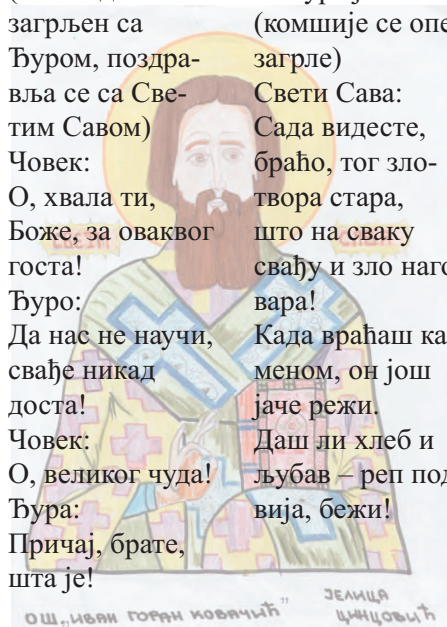 загрљен са
Ђуром, поздра-
вља се са Све-
тим Савом)
Човек:
О, хвала ти,
Боже, за оваквог
госта!
Ђуро:
Да нас не научи,
свађе никад
доста!
Човек:
О, великог чуда!
Ђура:
Причај, брате,
шта је!
(комшије се опе
загрле)
Свети Сава:
Сада видесте,
браћо, тог зло-
твора стара,
што на сваку
свађу и зло наго
вара!
Када враћаш ка
меном, он још
јаче режи.
Даш ли хлеб и
љубав – реп под
вија, бежи!
СВЕТИ
САВА
ОШ „ИВАН ГОРАН КОВАЧИЋ"
ЈЕЛИЦА
ЦИНЦОВИЋ